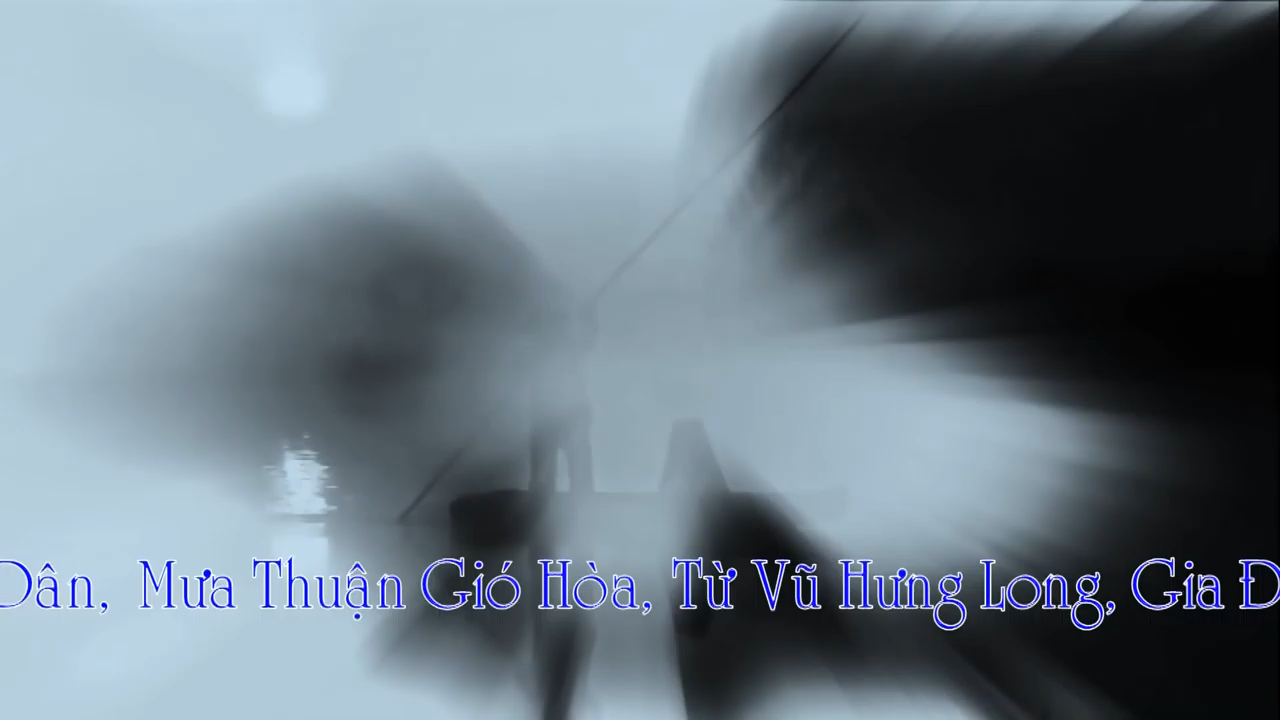 Dân, Mưa Thuận Gió Hòa, Từ Vũ Hưng Long, Gia Đ